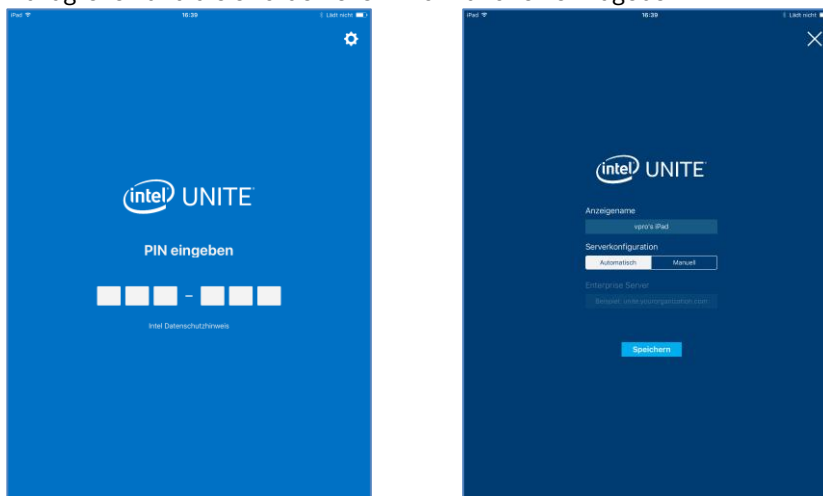 iPad
16:39
Lädt nicht
intel UNITE
PIN eingeben
–
Intel Datenschutzhinweis
iPad
16:39
Lädt nicht
intel UNITE
Anzeigename
vpro's iPad
Serverkonfiguration
Automatisch Manuell
Enterprise Server
Beispiel: unite.yourorganisation.com
Speichern